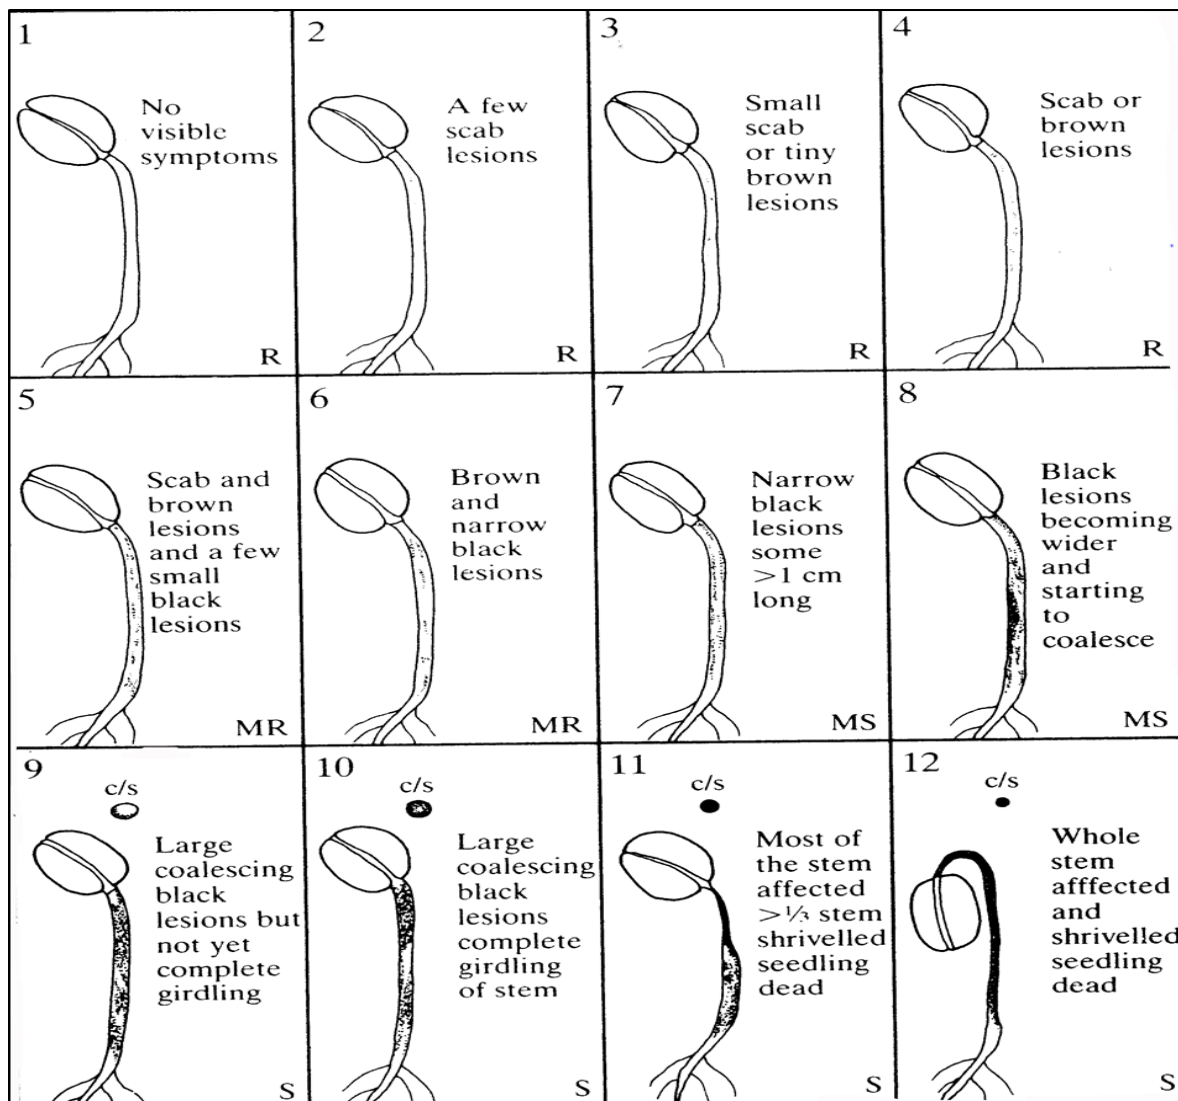 1
No
visible
symptoms
R
2
A few
scab
lesions
R
3
Small
scab
or tiny
brown
lesions
R
4
Scab or
brown
lesions
R
5
Scab and
brown
lesions
and a few
small
black
lesions
MR
6
Brown
and
narrow
black
lesions
MR
7
Narrow
black
lesions
some
>1 cm
long
MS
8
Black
lesions
becoming
wider
and
starting
to
coalesce
MS
9
c/s
Large
coalescing
black
lesions but
not yet
complete
girdling
S
10
c/s
Large
coalescing
black
lesions
complete
girdling
of stem
S
11
c/s
Most of
the stem
affected
>⅓ stem
shrivelled
seedling
dead
S
12
c/s
Whole
stem
afffected
and
shrivelled
seedling
dead
S